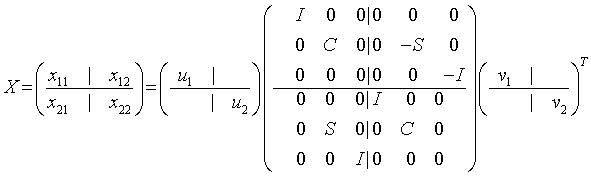 X = ( x₁₁ | x₁₂ ) = ( u₁ | ) ( I 0 0|0 0 0 ) ( v₁ | )ᵀ
( x₂₁ | x₂₂ ) ( | u₂ ) ( 0 C 0|0 −S 0 ) ( | v₂ )
0 0 0|0 0 −I
0 0 0|I 0 0
0 S 0|0 C 0
0 0 I|0 0 0